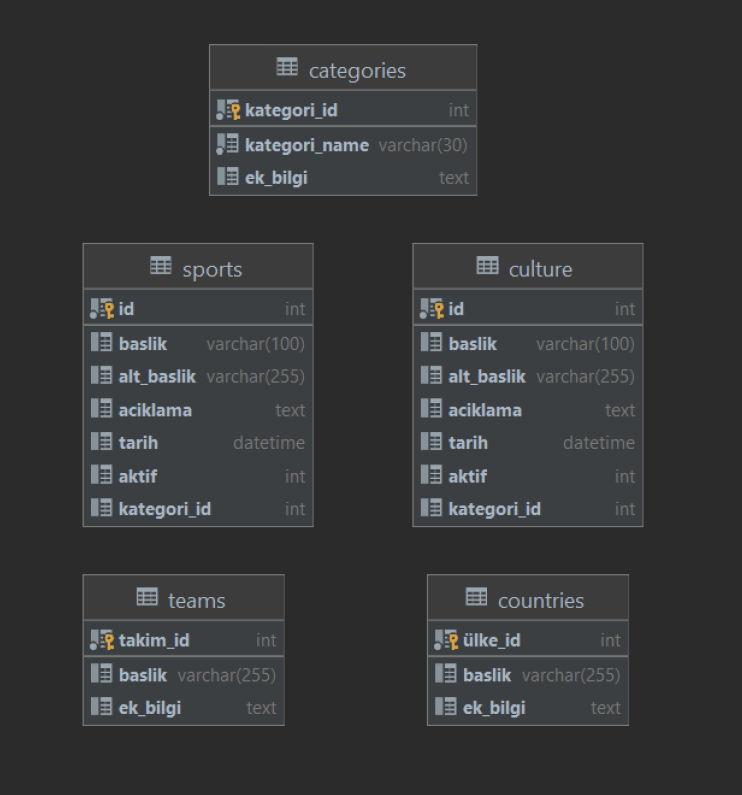 categories
kategori_id int
kategori_name varchar(30)
ek_bilgi text
sports
id int
baslik varchar(100)
alt_baslik varchar(255)
aciklama text
tarih datetime
aktif int
kategori_id int
culture
id int
baslik varchar(100)
alt_baslik varchar(255)
aciklama text
tarih datetime
aktif int
kategori_id int
teams
takim_id int
baslik varchar(255)
ek_bilgi text
countries
ülke_id int
baslik varchar(255)
ek_bilgi text